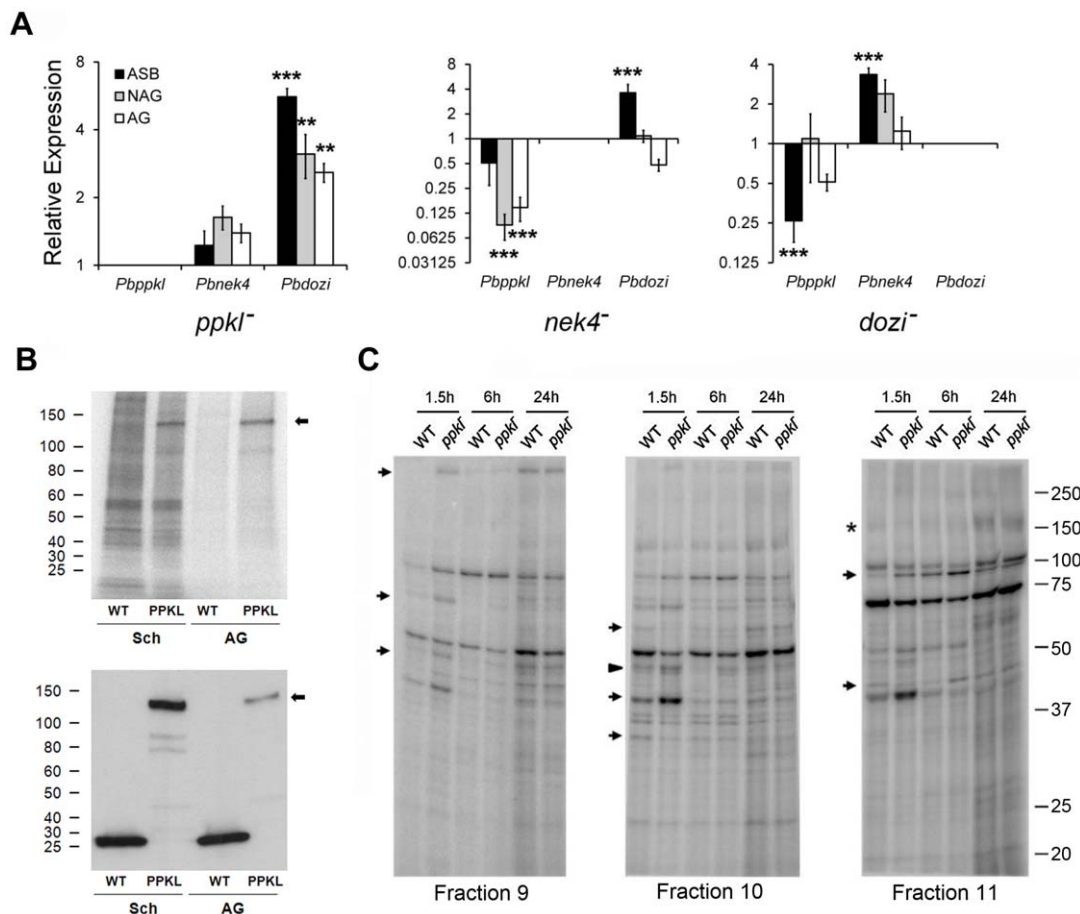 A
Relative Expression
8
4
2
1
ASB
NAG
AG
***
**
**
Pbppkl Pbnek4 Pbdozi
ppkl-
8
4
2
1
0.5
0.25
0.125
0.0625
0.03125
***
***
***
Pbppkl Pbnek4 Pbdozi
nek4-
4
2
1
0.5
0.25
0.125
***
***
Pbppkl Pbnek4 Pbdozi
dozi-
B
150
100
80
60
50
40
30
25
WT PPKL WT PPKL
Sch AG
150
100
80
60
50
40
30
25
WT PPKL WT PPKL
Sch AG
C
1.5h 6h 24h
WT ppkl- WT ppkl- WT ppkl-
Fraction 9
1.5h 6h 24h
WT ppkl- WT ppkl- WT ppkl-
Fraction 10
1.5h 6h 24h
WT ppkl- WT ppkl- WT ppkl-
*
250
150
100
75
50
37
25
20
Fraction 11